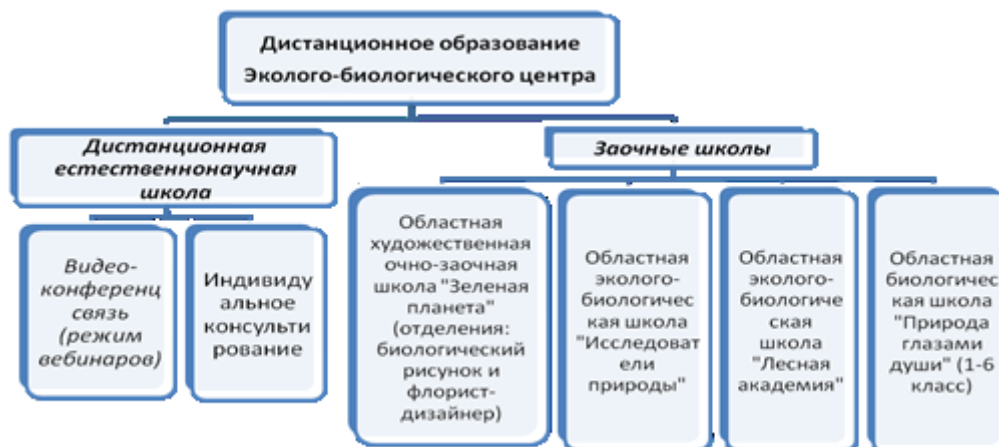 Дистанционное образование
Эколого-биологического центра
Дистанционная
естественнонаучная
школа
Заочные школы
Видео-
конференц
связь
(режим
вебинаров)
Индивиду
альное
консульти
рование
Областная
художественная
очно-заочная
школа "Зеленая
планета"
(отделения:
биологический
рисунок и
флорист-
дизайнер)
Областная
эколого-
биологичес
кая школа
"Исследоват
ели
природы"
Областная
эколого-
биологиче
ская
школа
"Лесная
академия"
Областная
биологичес
кая школа
"Природа
глазами
души" (1-6
класс)